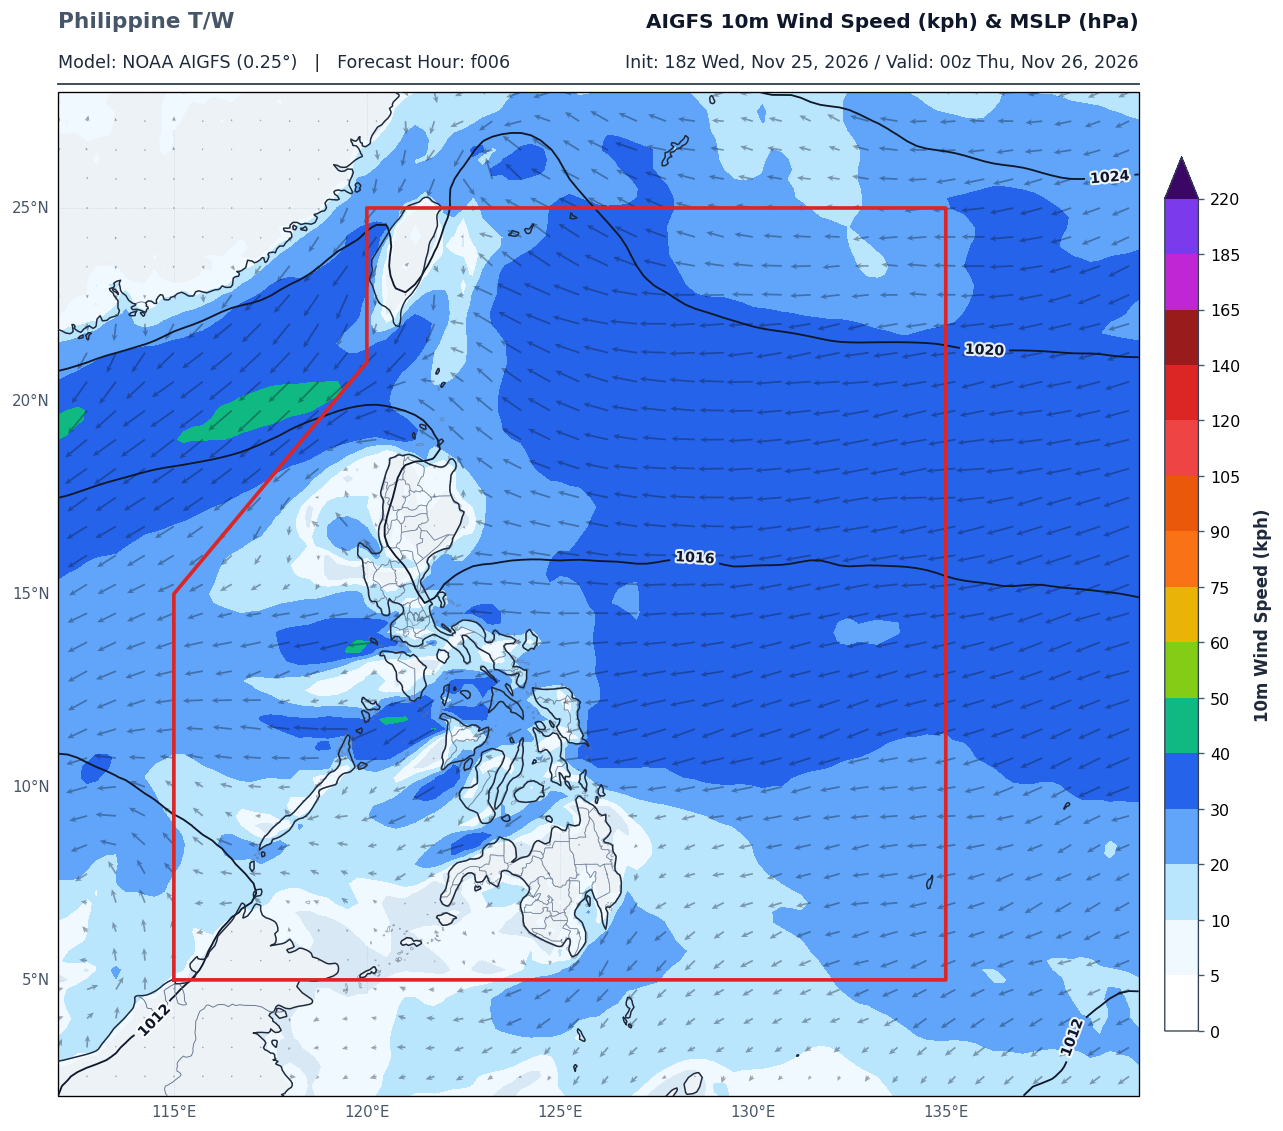 Philippine T/W
AIGFS 10m Wind Speed (kph) & MSLP (hPa)
Model: NOAA AIGFS (0.25°) | Forecast Hour: f006
Init: 18z Wed, Nov 25, 2026 / Valid: 00z Thu, Nov 26, 2026
1024
1020
1016
1012
1012
25°N
20°N
15°N
10°N
5°N
115°E
120°E
125°E
130°E
135°E
220
185
165
140
120
105
90
75
60
50
40
30
20
10
5
0
10m Wind Speed (kph)